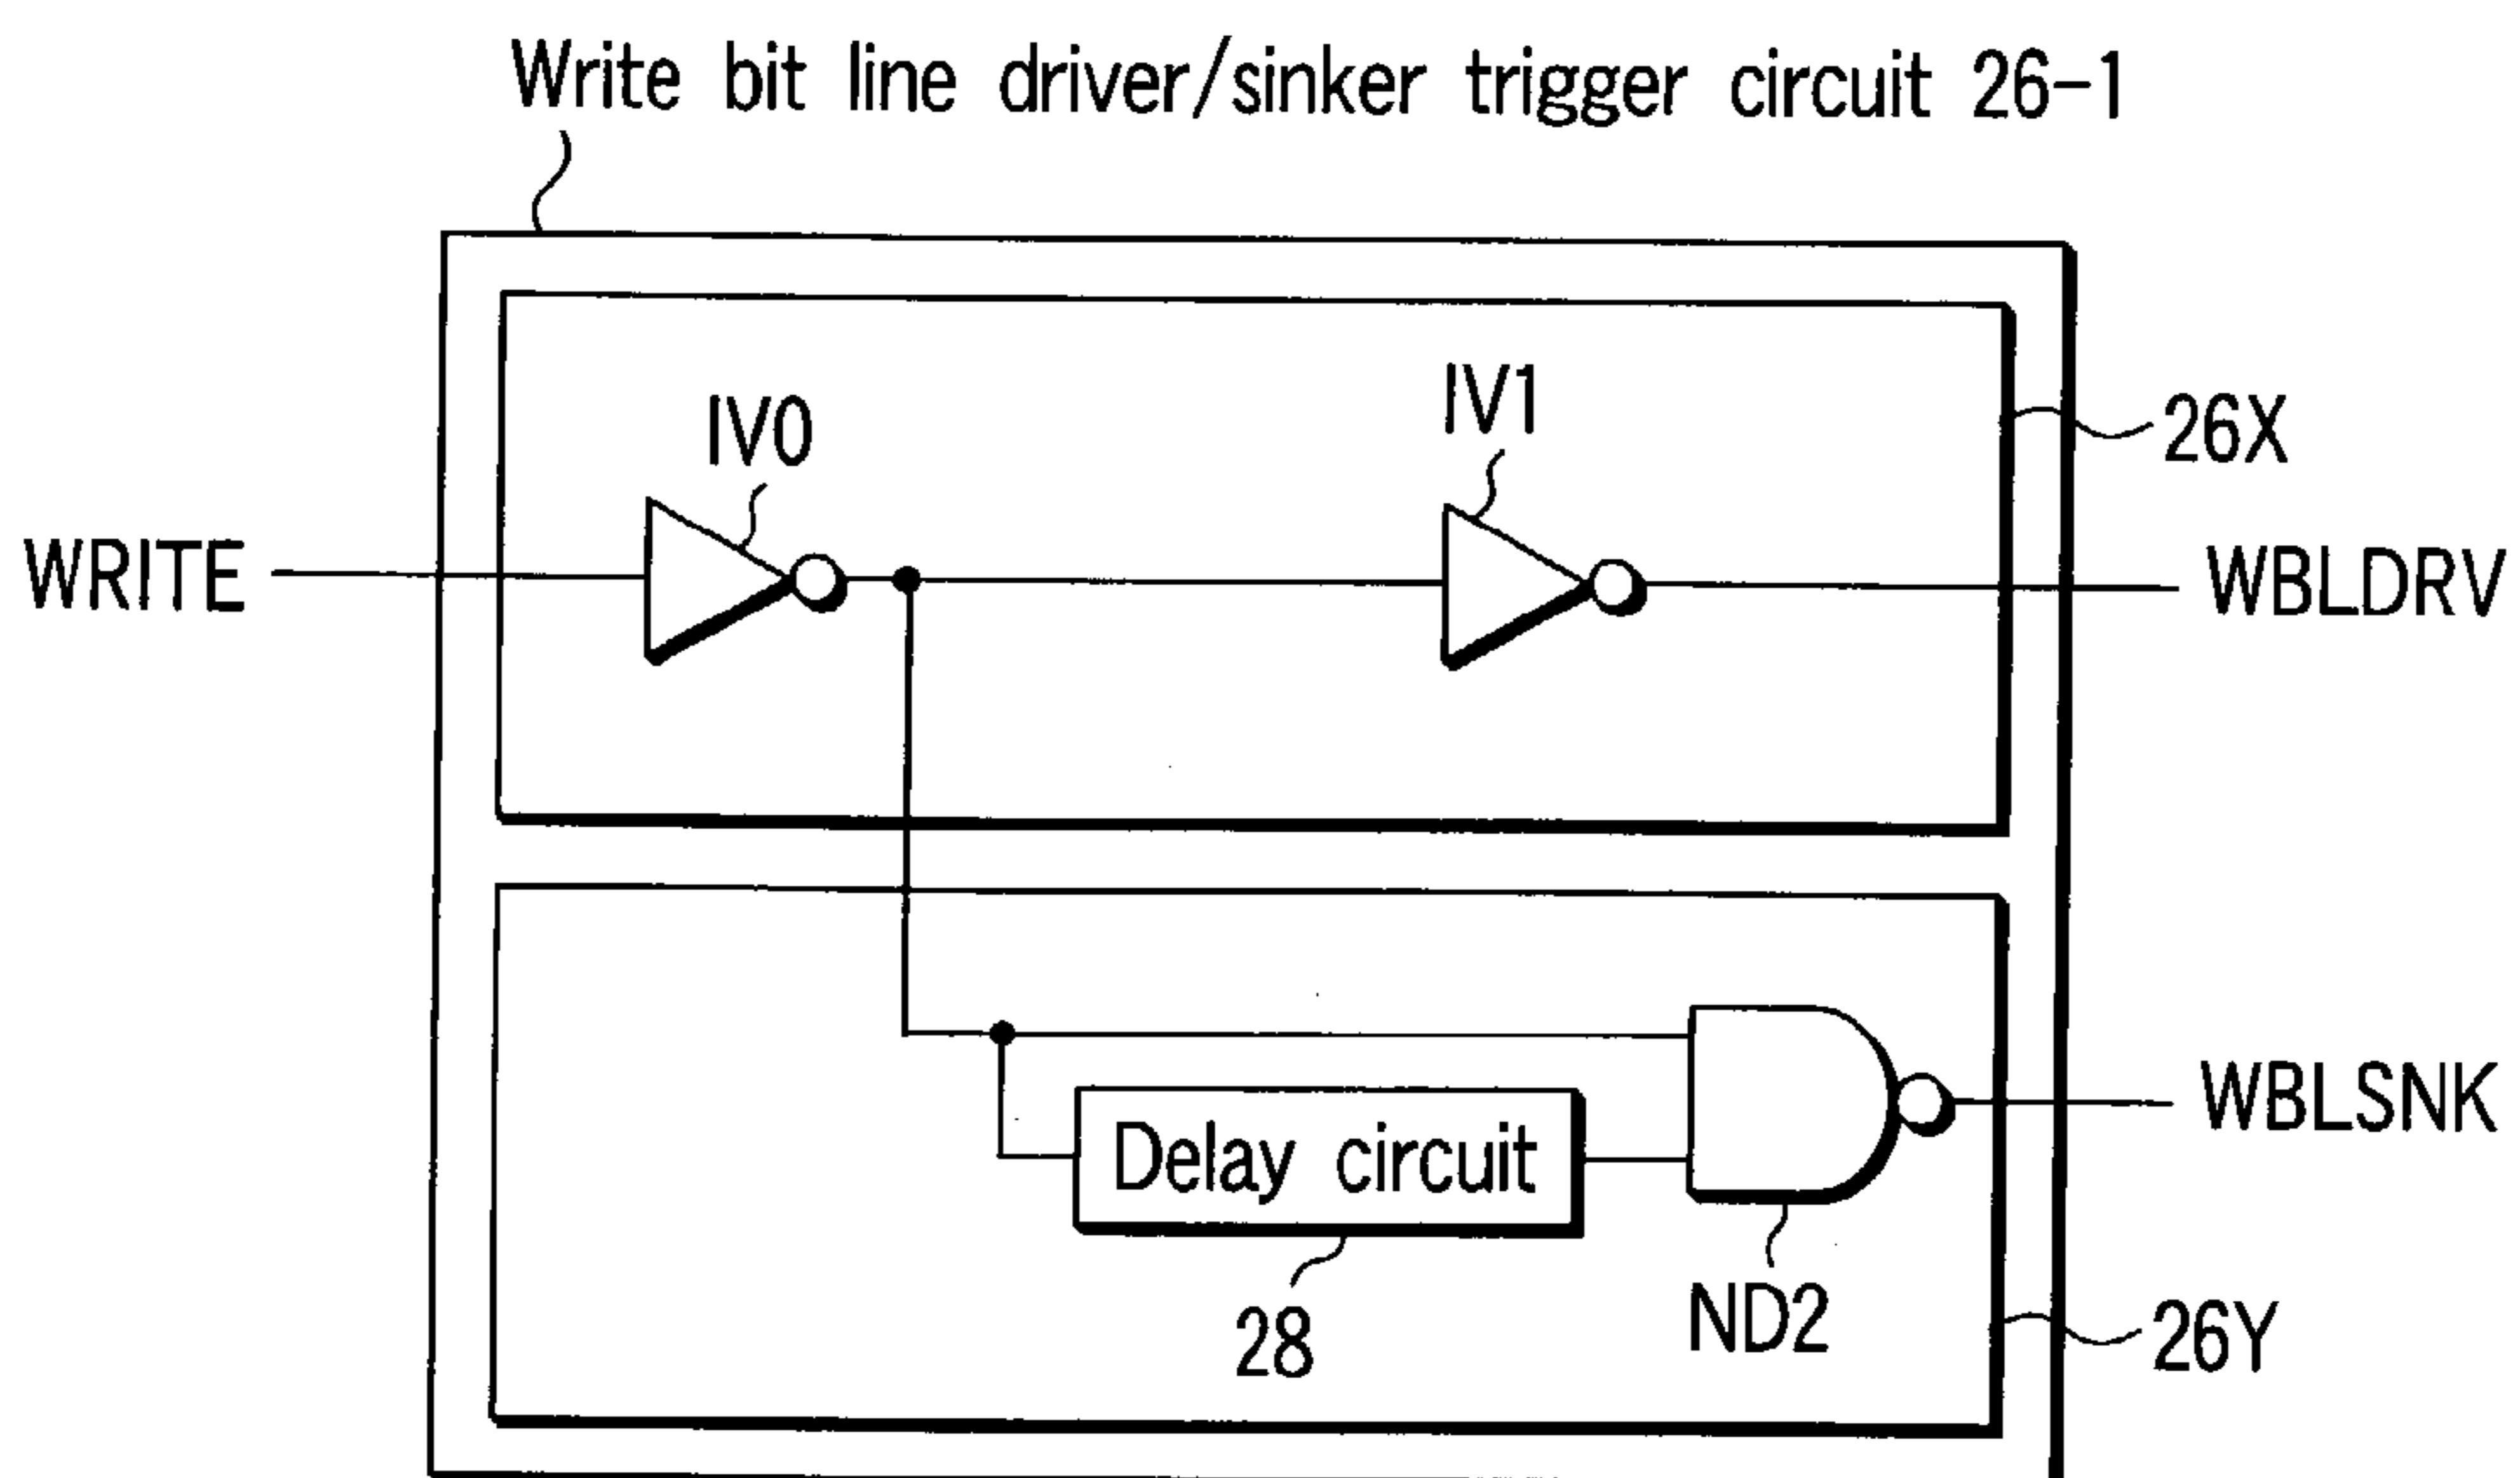 Write bit line driver/sinker trigger circuit 26-1
IV0
IV1
26X
WRITE
WBLDRV
Delay circuit
WBLSNK
28
ND2
26Y